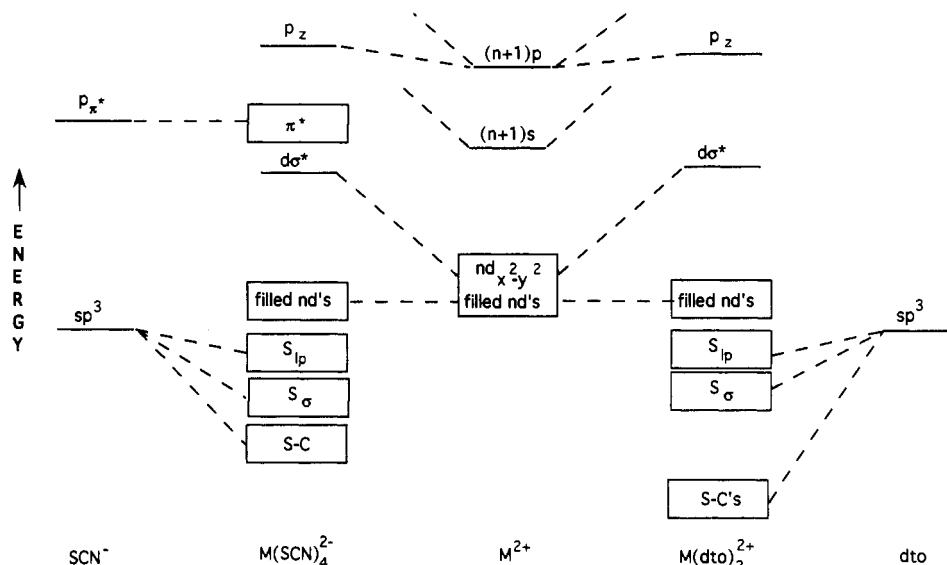 p z (n+1)p p z
p π* π* (n+1)s
dσ* dσ*
ENERGY
nd x²-y²
filled nd's filled nd's filled nd's
sp³ sp³
S lp S lp
S σ S σ
S-C
S-C's
SCN⁻ M(SCN)₄²⁻ M²⁺ M(dto)₂²⁺ dto